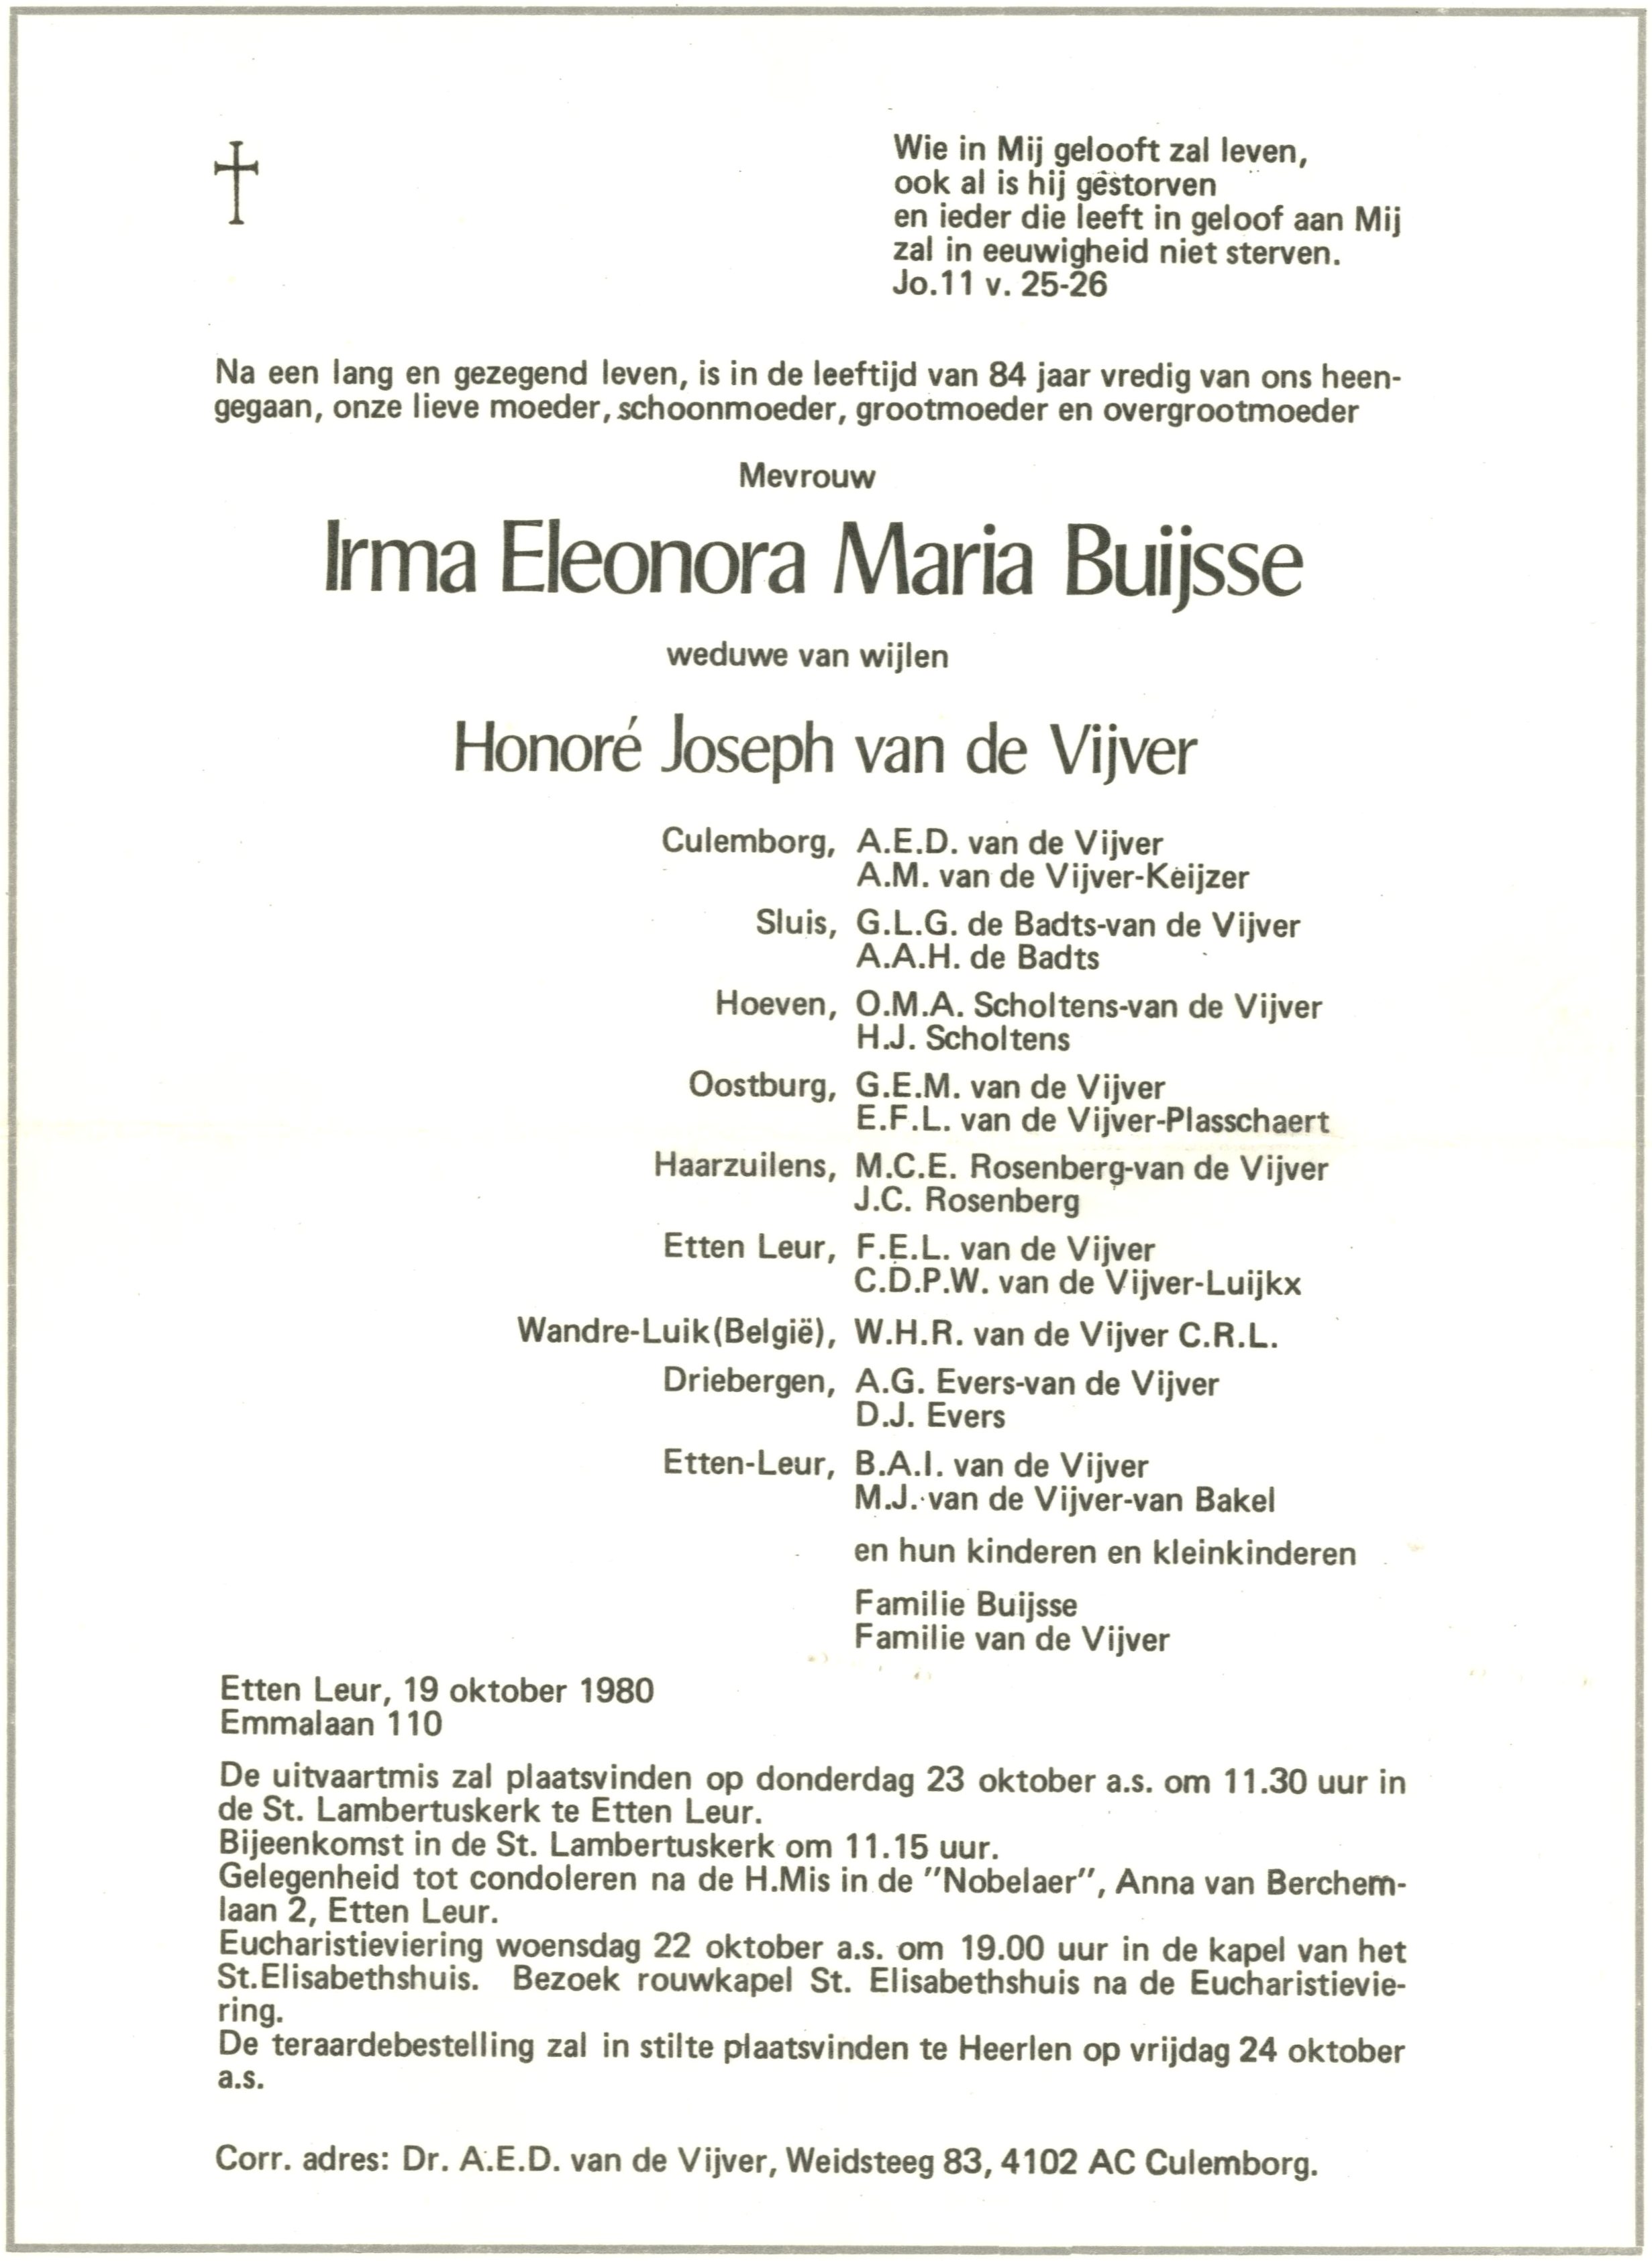 Wie in Mij gelooft zal leven,
ook al is hij gestorven
en ieder die leeft in geloof aan Mij
zal in eeuwigheid niet sterven.
Jo.11 v. 25-26
Na een lang en gezegend leven, is in de leeftijd van 84 jaar vredig van ons heen-
gegaan, onze lieve moeder, schoonmoeder, grootmoeder en overgrootmoeder
Mevrouw
Irma Eleonora Maria Buijsse
weduwe van wijlen
Honoré Joseph van de Vijver
Culemborg, A.E.D. van de Vijver
A.M. van de Vijver-Keijzer
Sluis, G.L.G. de Badts-van de Vijver
A.A.H. de Badts
Hoeven, O.M.A. Scholtens-van de Vijver
H.J. Scholtens
Oostburg, G.E.M. van de Vijver
E.F.L. van de Vijver-Plasschaert
Haarzuilens, M.C.E. Rosenberg-van de Vijver
J.C. Rosenberg
Etten Leur, F.E.L. van de Vijver
C.D.P.W. van de Vijver-Luijkx
Wandre-Luik(België), W.H.R. van de Vijver C.R.L.
Driebergen, A.G. Evers-van de Vijver
D.J. Evers
Etten-Leur, B.A.I. van de Vijver
M.J. van de Vijver-van Bakel
en hun kinderen en kleinkinderen
Familie Buijsse
Familie van de Vijver
Etten Leur, 19 oktober 1980
Emmalaan 110
De uitvaartmis zal plaatsvinden op donderdag 23 oktober a.s. om 11.30 uur in
de St. Lambertuskerk te Etten Leur.
Bijeenkomst in de St. Lambertuskerk om 11.15 uur.
Gelegenheid tot condoleren na de H.Mis in de "Nobelaer", Anna van Berchem-
laan 2, Etten Leur.
Eucharistieviering woensdag 22 oktober a.s. om 19.00 uur in de kapel van het
St.Elisabethshuis. Bezoek rouwkapel St. Elisabethshuis na de Eucharistievie-
ring.
De teraardebestelling zal in stilte plaatsvinden te Heerlen op vrijdag 24 oktober
a.s.
Corr. adres: Dr. A.E.D. van de Vijver, Weidsteeg 83, 4102 AC Culemborg.